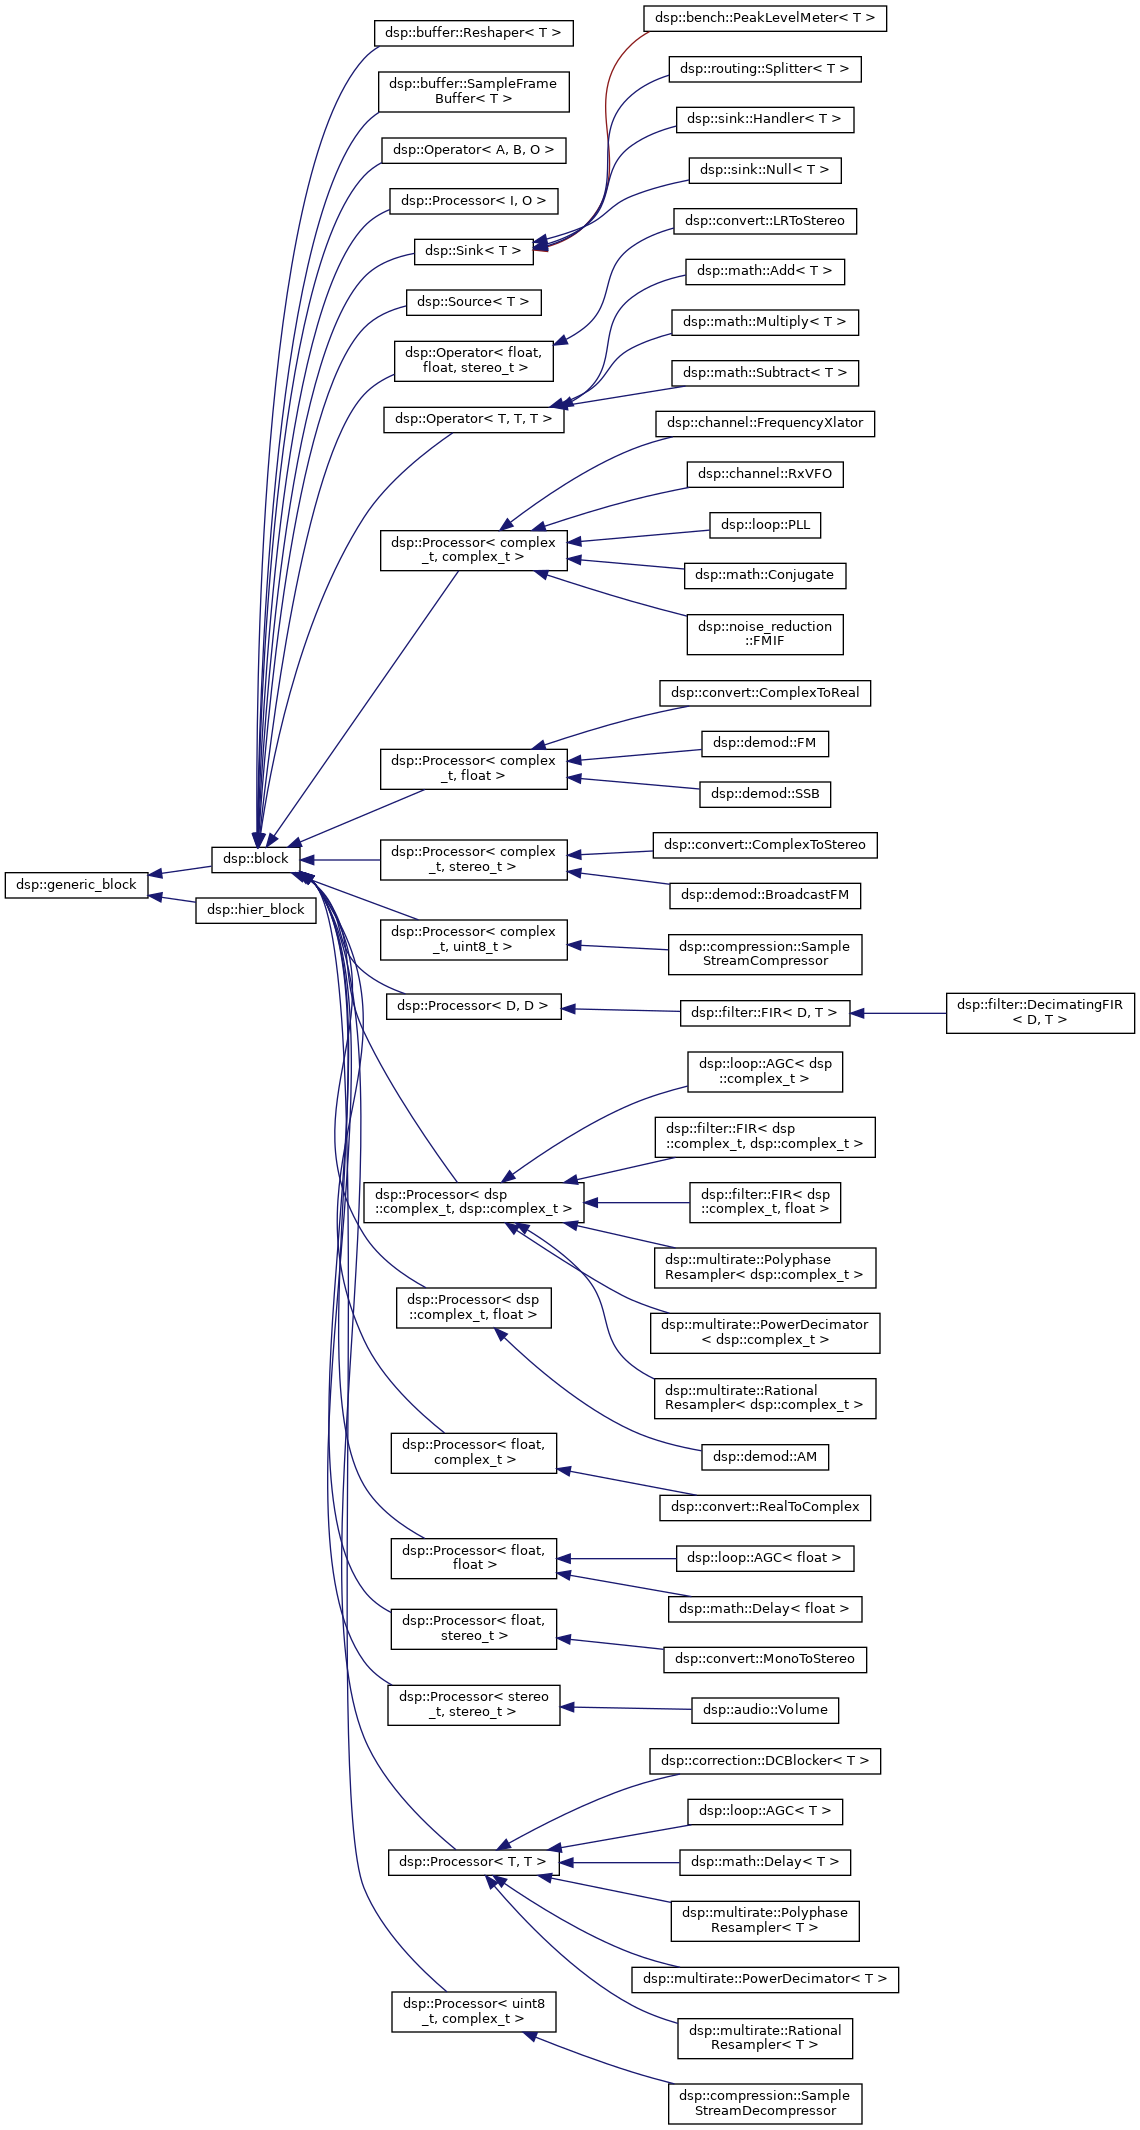 dsp::generic_block
dsp::block
dsp::hier_block
dsp::buffer::Reshaper< T >
dsp::buffer::SampleFrame
Buffer< T >
dsp::Operator< A, B, O >
dsp::Processor< I, O >
dsp::Sink< T >
dsp::Source< T >
dsp::Operator< float,
float, stereo_t >
dsp::Operator< T, T, T >
dsp::Processor< complex
_t, complex_t >
dsp::Processor< complex
_t, float >
dsp::Processor< complex
_t, stereo_t >
dsp::Processor< complex
_t, uint8_t >
dsp::Processor< D, D >
dsp::Processor< dsp
::complex_t, dsp::complex_t >
dsp::Processor< dsp
::complex_t, float >
dsp::Processor< float,
complex_t >
dsp::Processor< float,
float >
dsp::Processor< float,
stereo_t >
dsp::Processor< stereo
_t, stereo_t >
dsp::Processor< T, T >
dsp::Processor< uint8
_t, complex_t >
dsp::bench::PeakLevelMeter< T >
dsp::routing::Splitter< T >
dsp::sink::Handler< T >
dsp::sink::Null< T >
dsp::convert::LRToStereo
dsp::math::Add< T >
dsp::math::Multiply< T >
dsp::math::Subtract< T >
dsp::channel::FrequencyXlator
dsp::channel::RxVFO
dsp::loop::PLL
dsp::math::Conjugate
dsp::noise_reduction
::FMIF
dsp::convert::ComplexToReal
dsp::demod::FM
dsp::demod::SSB
dsp::convert::ComplexToStereo
dsp::demod::BroadcastFM
dsp::compression::Sample
StreamCompressor
dsp::filter::FIR< D, T >
dsp::filter::DecimatingFIR
< D, T >
dsp::loop::AGC< dsp
::complex_t >
dsp::filter::FIR< dsp
::complex_t, dsp::complex_t >
dsp::filter::FIR< dsp
::complex_t, float >
dsp::multirate::Polyphase
Resampler< dsp::complex_t >
dsp::multirate::PowerDecimator
< dsp::complex_t >
dsp::multirate::Rational
Resampler< dsp::complex_t >
dsp::demod::AM
dsp::convert::RealToComplex
dsp::loop::AGC< float >
dsp::math::Delay< float >
dsp::convert::MonoToStereo
dsp::audio::Volume
dsp::correction::DCBlocker< T >
dsp::loop::AGC< T >
dsp::math::Delay< T >
dsp::multirate::Polyphase
Resampler< T >
dsp::multirate::PowerDecimator< T >
dsp::multirate::Rational
Resampler< T >
dsp::compression::Sample
StreamDecompressor